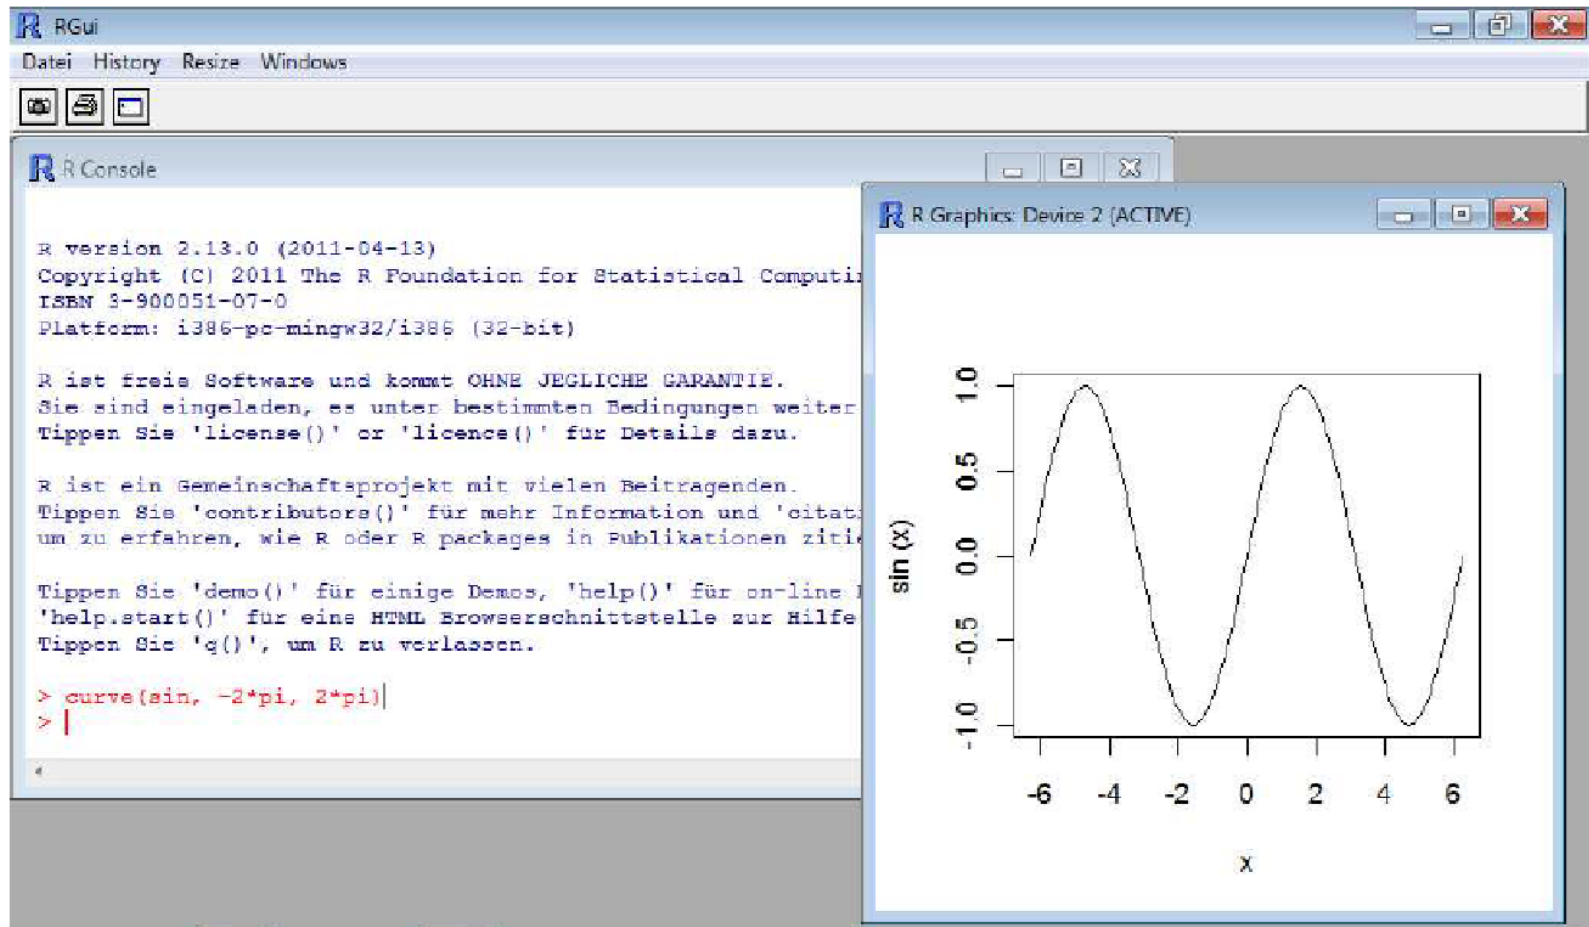 RGui
Datei History Resize Windows
R Console
R version 2.13.0 (2011-04-13)
Copyright (C) 2011 The R Foundation for Statistical Computi
ISBN 3-900051-07-0
Platform: i386-pc-mingw32/i386 (32-bit)
R ist freie Software und kommt OHNE JEGLICHE GARANTIE.
Sie sind eingeladen, es unter bestimmten Bedingungen weiter
Tippen Sie 'license()' or 'licence()' für Details dazu.
R ist ein Gemeinschaftsprojekt mit vielen Beitragenden.
Tippen Sie 'contributors()' für mehr Information und 'citat
um zu erfahren, wie R oder R packages in Publikationen zitie
Tippen Sie 'demo()' für einige Demos, 'help()' für on-line
'help.start()' für eine HTML Browserschnittstelle zur Hilfe
Tippen Sie 'q()', um R zu verlassen.
> curve(sin, -2*pi, 2*pi)
>
R Graphics: Device 2 (ACTIVE)
sin (x)
1.0
0.5
0.0
-0.5
-1.0
-6 -4 -2 0 2 4 6
x